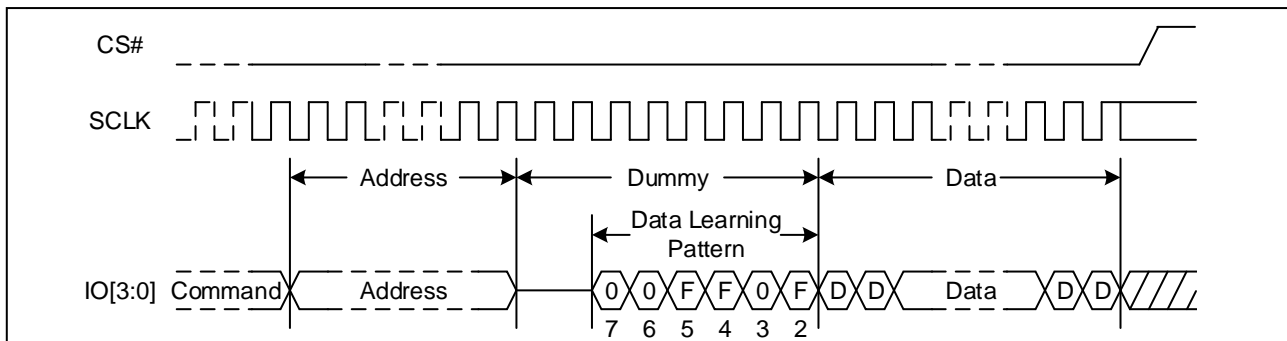 CS#
SCLK
Address Dummy Data
Data Learning
Pattern
IO[3:0] Command Address 0 0 F F 0 F D D Data D D
7 6 5 4 3 2